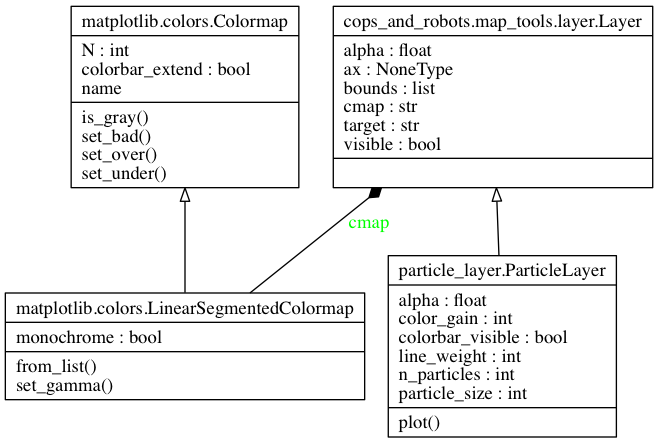 matplotlib.colors.Colormap
N : int
colorbar_extend : bool
name
is_gray()
set_bad()
set_over()
set_under()
cops_and_robots.map_tools.layer.Layer
alpha : float
ax : NoneType
bounds : list
cmap : str
target : str
visible : bool
cmap
matplotlib.colors.LinearSegmentedColormap
monochrome : bool
from_list()
set_gamma()
particle_layer.ParticleLayer
alpha : float
color_gain : int
colorbar_visible : bool
line_weight : int
n_particles : int
particle_size : int
plot()